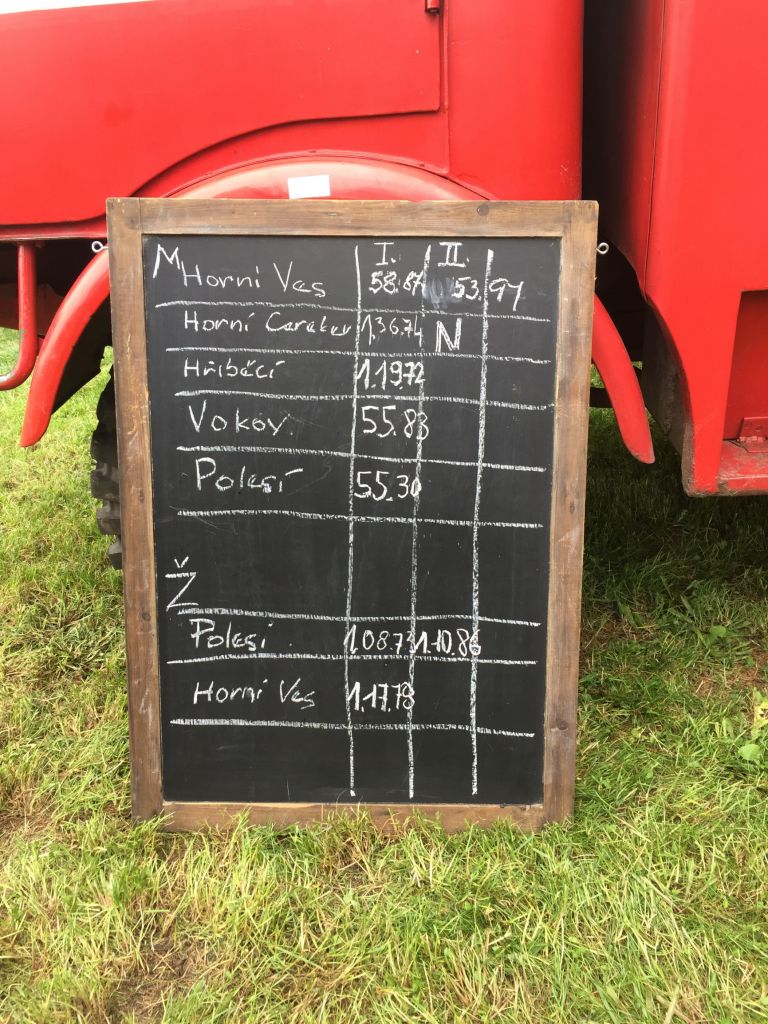 I. II.
M Horní Ves 58.87 53.97
Horní Cerekev 1.36.74 N
Hříběcí 1.19.72
Vokov 55.83
Polesí 55.30
Ž
Polesí 1.08.73 1.10.86
Horní Ves 1.17.78